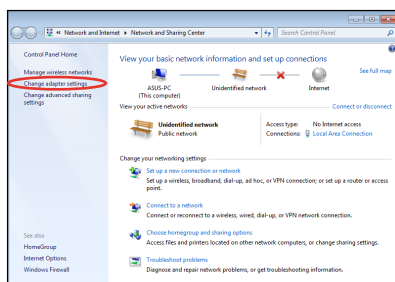 Network and Internet ▸ Network and Sharing Center
Search Control Panel
Control Panel Home
Manage wireless networks
Change adapter settings
Change advanced sharing
settings
View your basic network information and set up connections
See full map
ASUS-PC
(This computer)
Unidentified network
Internet
View your active networks
Connect or disconnect
Unidentified network
Public network
Access type: No Internet access
Connections: Local Area Connection
Change your networking settings
Set up a new connection or network
Set up a wireless, broadband, dial-up, ad hoc, or VPN connection; or set up a router or access
point.
Connect to a network
Connect or reconnect to a wireless, wired, dial-up, or VPN network connection.
Choose homegroup and sharing options
Access files and printers located on other network computers, or change sharing settings.
Troubleshoot problems
Diagnose and repair network problems, or get troubleshooting information.
See also
HomeGroup
Internet Options
Windows Firewall